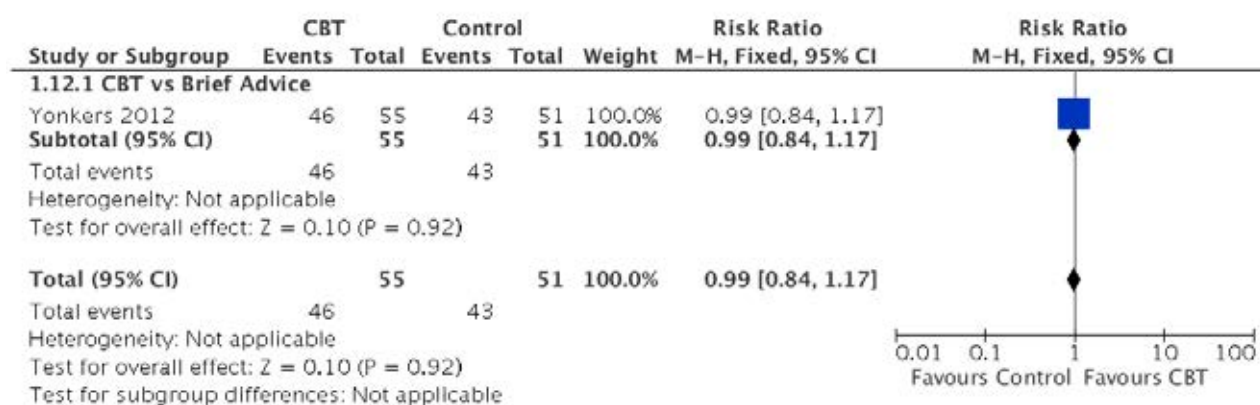 CBT Control Risk Ratio Risk Ratio
Study or Subgroup Events Total Events Total Weight M-H, Fixed, 95% CI M-H, Fixed, 95% CI
1.12.1 CBT vs Brief Advice
Yonkers 2012 46 55 43 51 100.0% 0.99 [0.84, 1.17]
Subtotal (95% CI) 55 51 100.0% 0.99 [0.84, 1.17]
Total events 46 43
Heterogeneity: Not applicable
Test for overall effect: Z = 0.10 (P = 0.92)
Total (95% CI) 55 51 100.0% 0.99 [0.84, 1.17]
Total events 46 43
Heterogeneity: Not applicable
Test for overall effect: Z = 0.10 (P = 0.92)
Test for subgroup differences: Not applicable
0.01 0.1 1 10 100
Favours Control Favours CBT